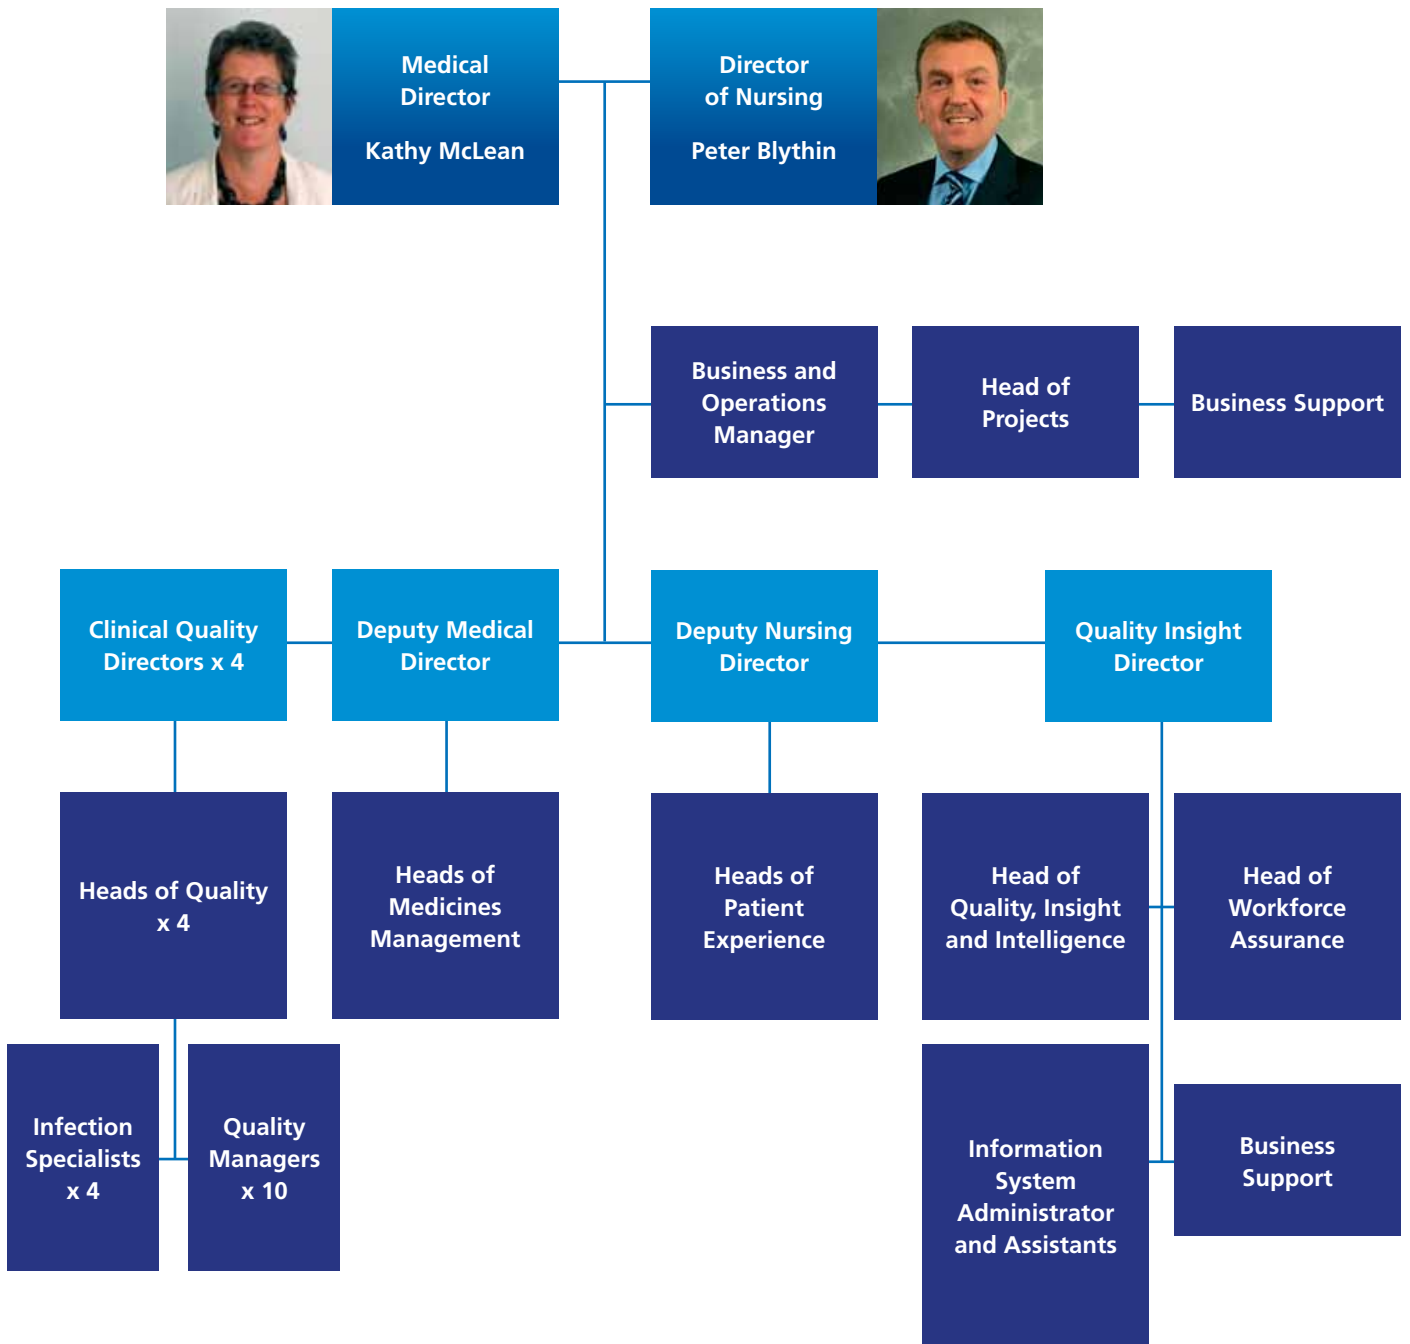 Medical
Director
Kathy McLean
Director
of Nursing
Peter Blythin
Business and
Operations
Manager
Head of
Projects
Business Support
Clinical Quality
Directors x 4
Deputy Medical
Director
Deputy Nursing
Director
Quality Insight
Director
Heads of Quality
x 4
Heads of
Medicines
Management
Heads of
Patient
Experience
Head of
Quality, Insight
and Intelligence
Head of
Workforce
Assurance
Infection
Specialists
x 4
Quality
Managers
x 10
Information
System
Administrator
and Assistants
Business
Support